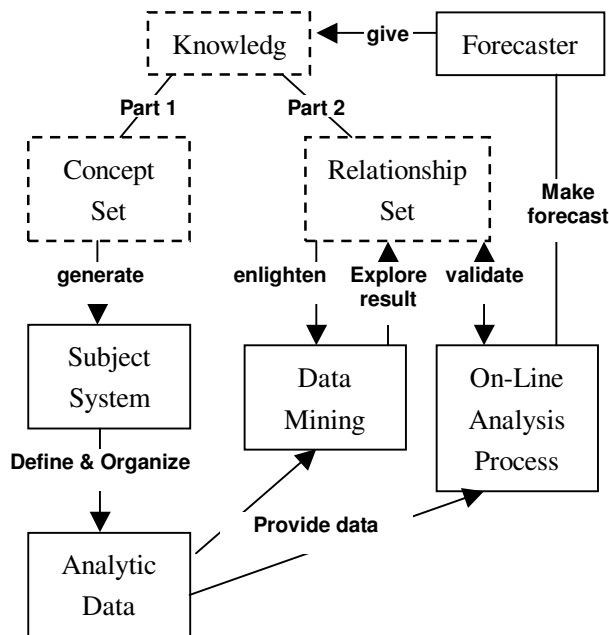 Knowledg
give
Forecaster
Part 1
Part 2
Concept
Set
Relationship
Set
Make
forecast
generate
enlighten
Explore
result
validate
Subject
System
Data
Mining
On-Line
Analysis
Process
Define & Organize
Provide data
Analytic
Data